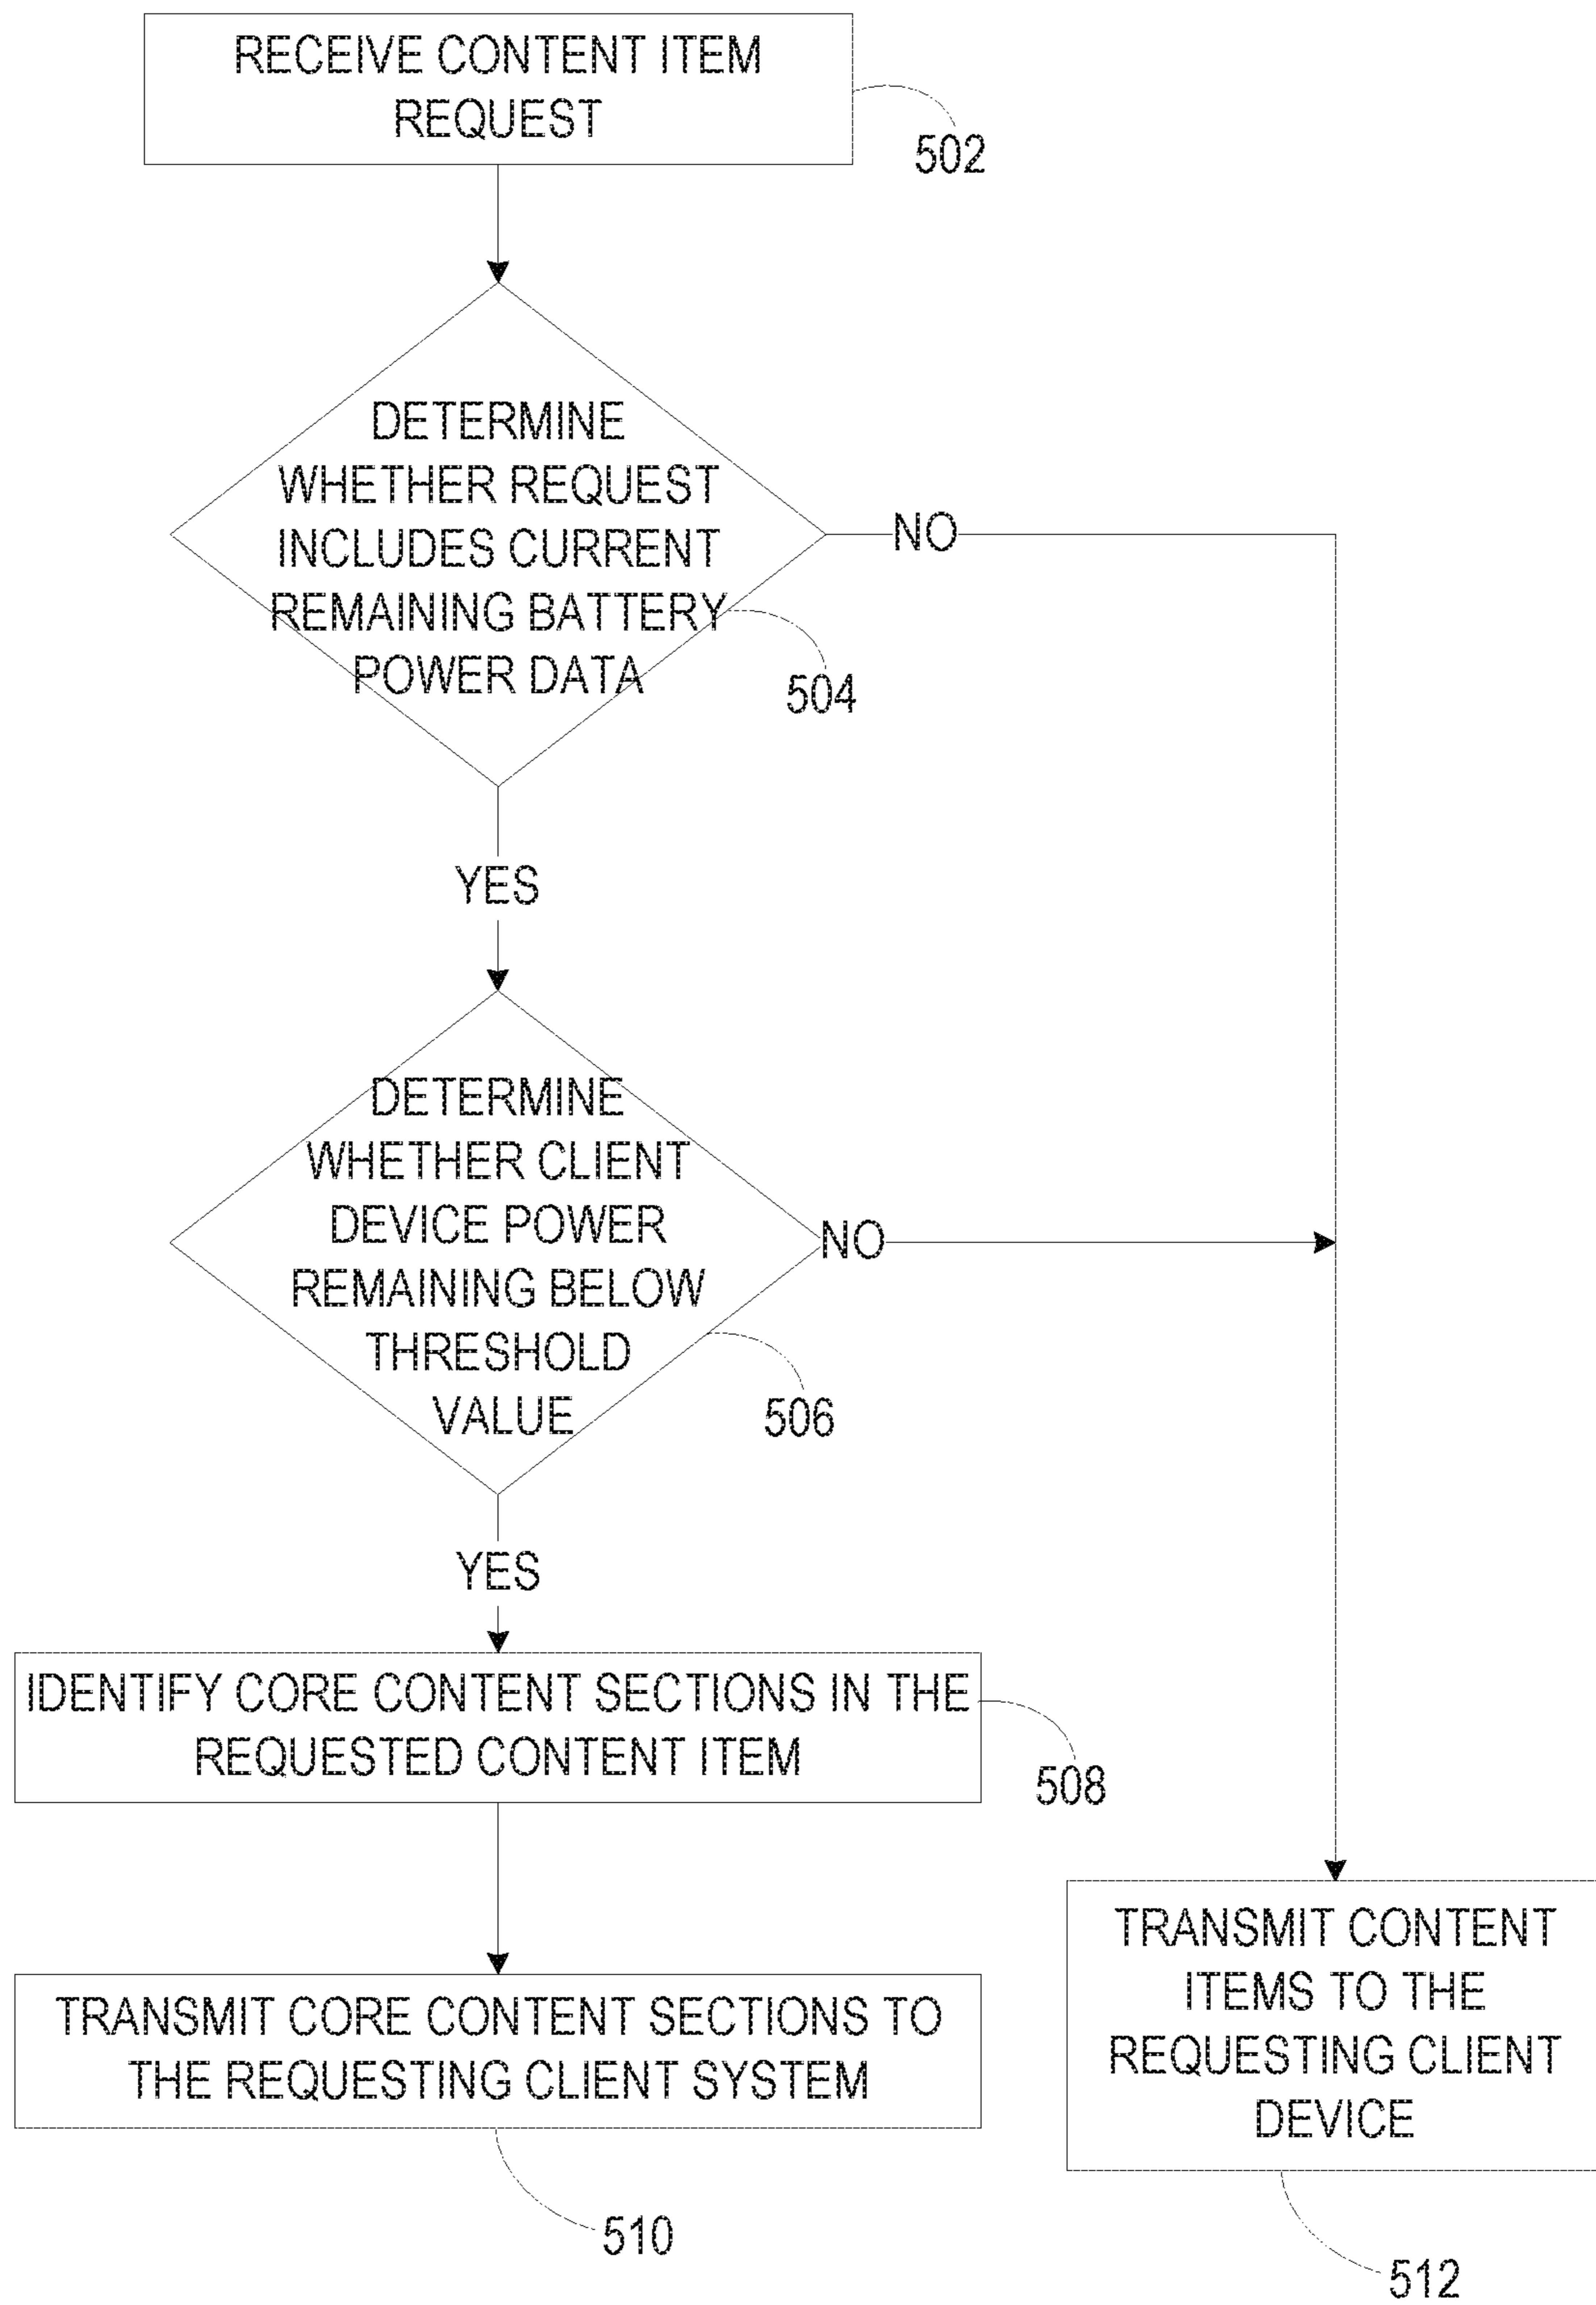 RECEIVE CONTENT ITEM
REQUEST
502
DETERMINE
WHETHER REQUEST
INCLUDES CURRENT
REMAINING BATTERY
POWER DATA
NO
504
YES
DETERMINE
WHETHER CLIENT
DEVICE POWER
REMAINING BELOW
THRESHOLD
VALUE
NO
506
YES
IDENTIFY CORE CONTENT SECTIONS IN THE
REQUESTED CONTENT ITEM
508
TRANSMIT CORE CONTENT SECTIONS TO
THE REQUESTING CLIENT SYSTEM
510
TRANSMIT CONTENT
ITEMS TO THE
REQUESTING CLIENT
DEVICE
512